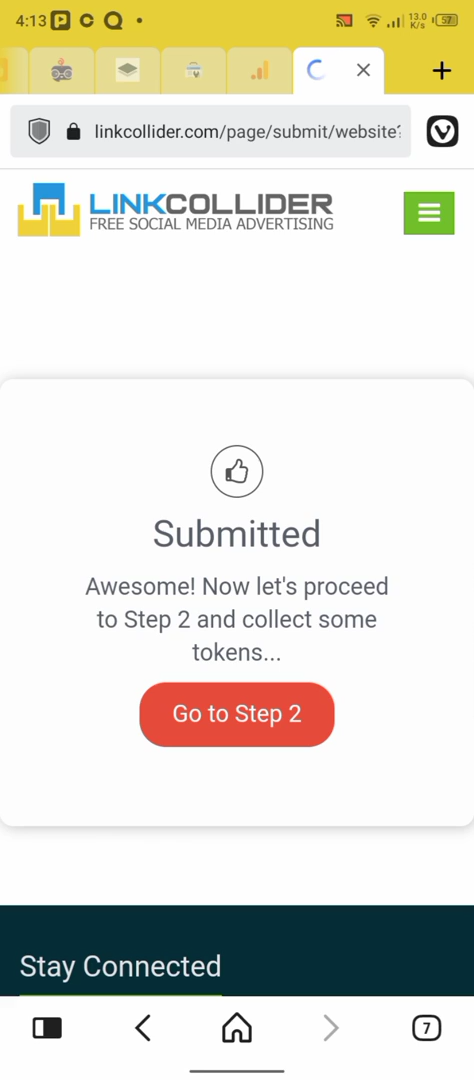 4:13
13.0
K/s
57
linkcollider.com/page/submit/website?
LINKCOLLIDER
FREE SOCIAL MEDIA ADVERTISING
Submitted
Awesome! Now let's proceed
to Step 2 and collect some
tokens...
Go to Step 2
Stay Connected
7